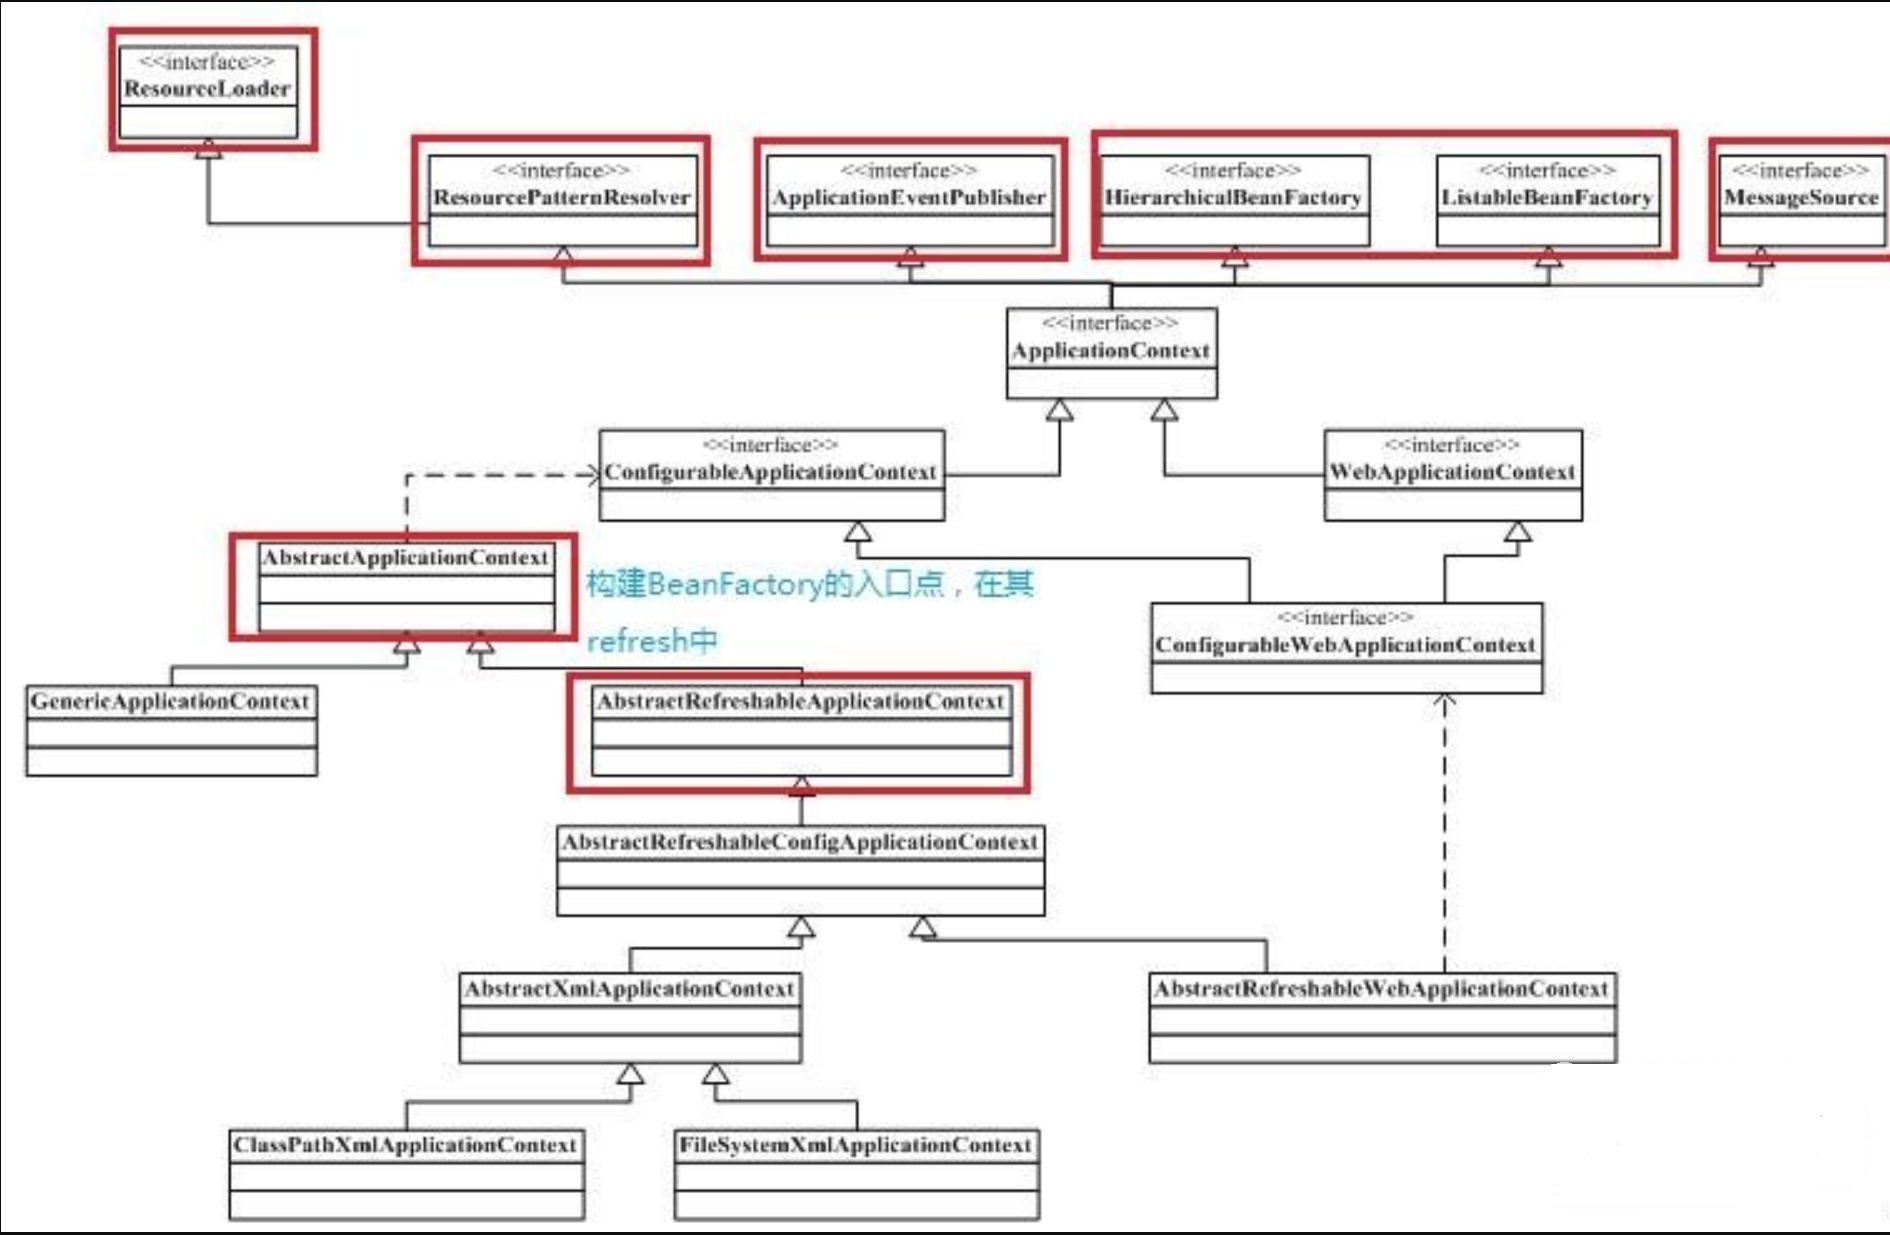 <<interface>>
ResourceLoader
<<interface>>
ResourcePatternResolver
<<interface>>
ApplicationEventPublisher
<<interface>>
HierarchicalBeanFactory
<<interface>>
ListableBeanFactory
<<interface>>
MessageSource
<<interface>>
ApplicationContext
<<interface>>
ConfigurableApplicationContext
<<interface>>
WebApplicationContext
AbstractApplicationContext
构建BeanFactory的入口点，在其
refresh中
<<interface>>
ConfigurableWebApplicationContext
GenericApplicationContext
AbstractRefreshableApplicationContext
AbstractRefreshableConfigApplicationContext
AbstractXmlApplicationContext
AbstractRefreshableWebApplicationContext
ClassPathXmlApplicationContext
FileSystemXmlApplicationContext